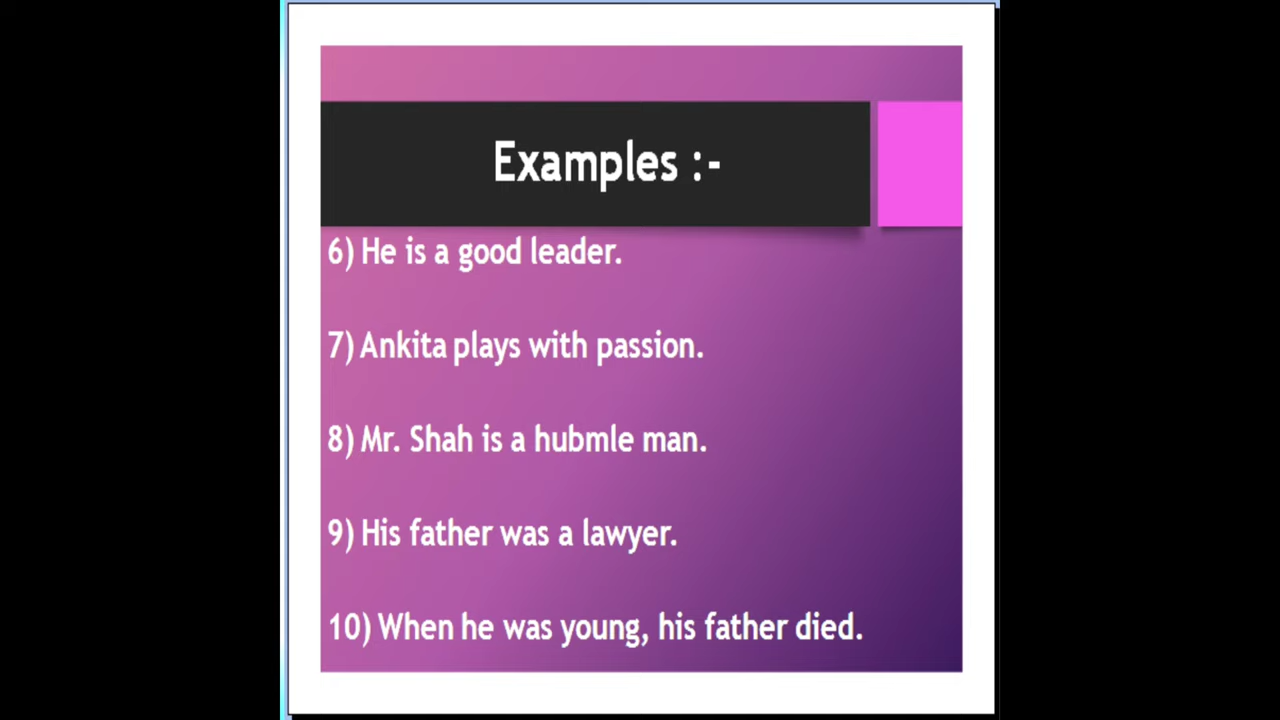 Examples :-
6) He is a good leader.
7) Ankita plays with passion.
8) Mr. Shah is a hubmle man.
9) His father was a lawyer.
10) When he was young, his father died.